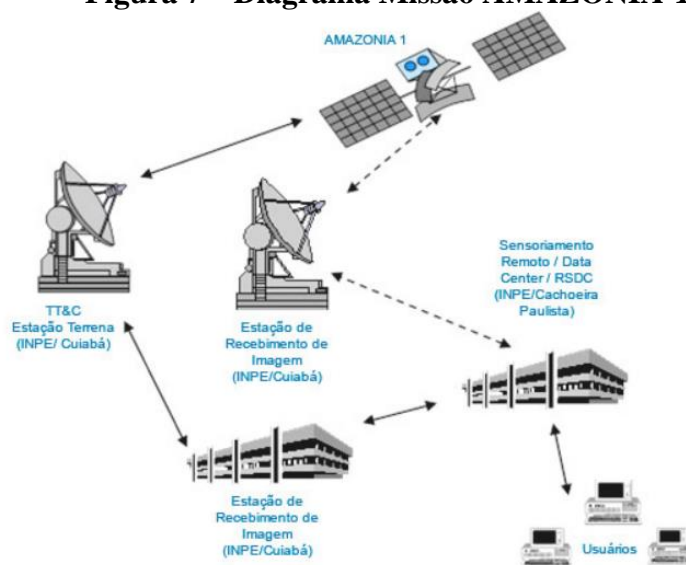 Figura 7 – Diagrama Missão AMAZONIA 1
AMAZONIA 1
TT&C
Estação Terrena
(INPE/ Cuiabá)
Estação de
Recebimento de
Imagem
(INPE/Cuiabá)
Sensoriamento
Remoto / Data
Center / RSDC
(INPE/Cachoeira
Paulista)
Estação de
Recebimento de
Imagem
(INPE/Cuiabá)
Usuários